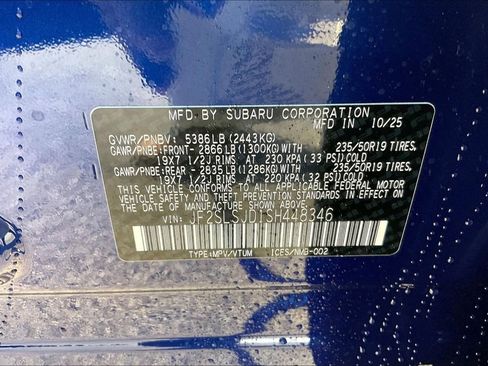 MFD. BY SUBARU CORPORATION
GVWR/PNBV: 5386LB(2443KG) MFD IN 10/25
GAWR/PNBE:FRONT-2866LB(1300KG)WITH 235/50R19 TIRES,
19X7 1/2J RIMS AT 230 KPA(33 PSI)COLD
GAWR/PNBE:REAR-2835LB(1286KG)WITH 235/50R19 TIRES,
19X7 1/2J RIMS AT 220 KPA(32 PSI)COLD
THIS VEHICLE CONFORMS TO ALL APPLICABLE FEDERAL MOTOR
VEHICLE SAFETY AND THEFT PREVENTION STANDARDS IN EFFECT
ON THE DATE OF MANUFACTURE SHOWN ABOVE.
VIN: JF2SLSJD1SH448346
TYPE:MPV/VTUM ICES/NMB-002